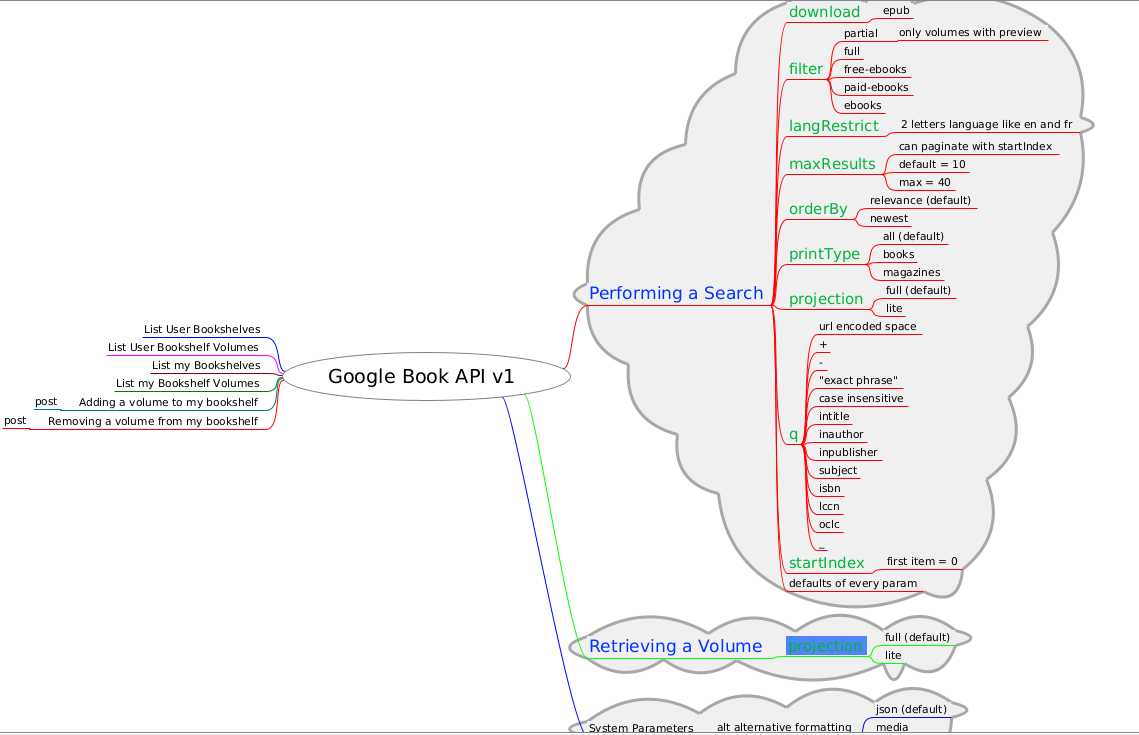 download
epub
filter
partial
only volumes with preview
full
free-ebooks
paid-ebooks
ebooks
langRestrict
2 letters language like en and fr
maxResults
can paginate with startIndex
default = 10
max = 40
orderBy
relevance (default)
newest
printType
all (default)
books
magazines
Performing a Search
projection
full (default)
lite
q
url encoded space
+
-
"exact phrase"
case insensitive
intitle
inauthor
inpublisher
subject
isbn
lccn
oclc
_
startIndex
first item = 0
defaults of every param
List User Bookshelves
List User Bookshelf Volumes
List my Bookshelves
List my Bookshelf Volumes
post
Adding a volume to my bookshelf
post
Removing a volume from my bookshelf
Google Book API v1
Retrieving a Volume
projection
full (default)
lite
System Parameters
alt alternative formatting
json (default)
media